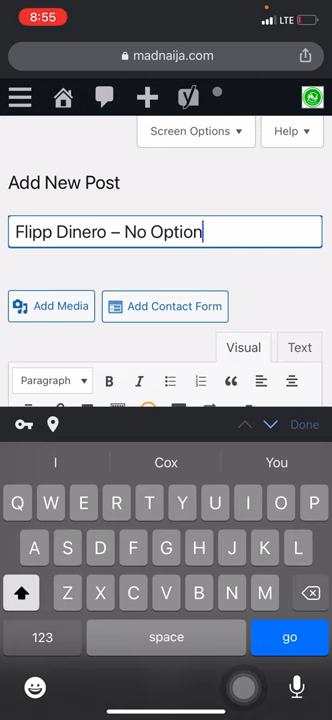 8:55
LTE
madnaija.com
Screen Options ▼ Help ▼
Add New Post
Flipp Dinero – No Option
Add Media Add Contact Form
Visual Text
Paragraph ▼ B I
Done
I Cox You
Q W E R T Y U I O P
A S D F G H J K L
Z X C V B N M
123 space go